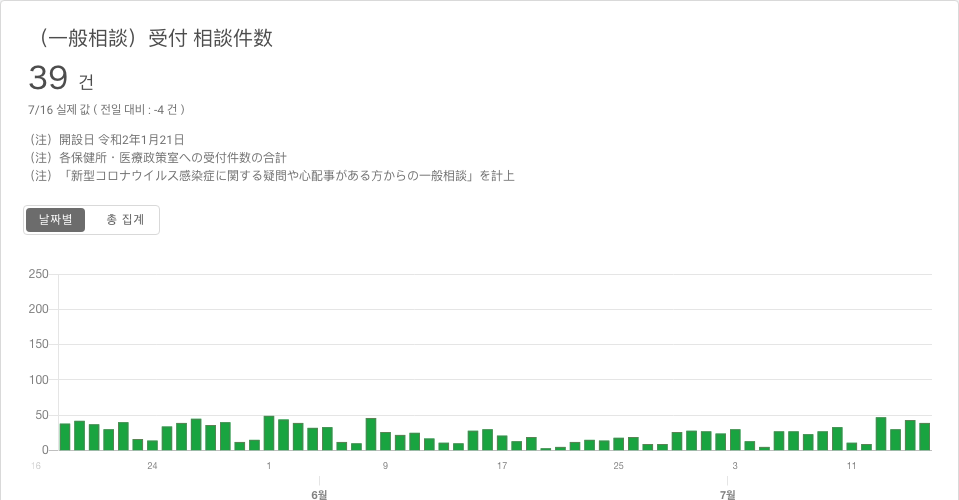 （一般相談）受付 相談件数
39 건
7/16 실제 값 ( 전일 대비 : -4 건 )
（注）開設日 令和2年1月21日
（注）各保健所・医療政策室への受付件数の合計
（注）「新型コロナウイルス感染症に関する疑問や心配事がある方からの一般相談」を計上
날짜별 총 집계
250
200
150
100
50
0
16 24 1 9 17 25 3 11
6월 7월